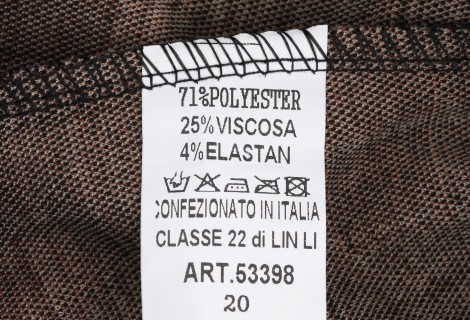 71%POLYESTER
25%VISCOSA
4%ELASTAN
CONFEZIONATO IN ITALIA
CLASSE 22 di LIN LI
ART.53398
20